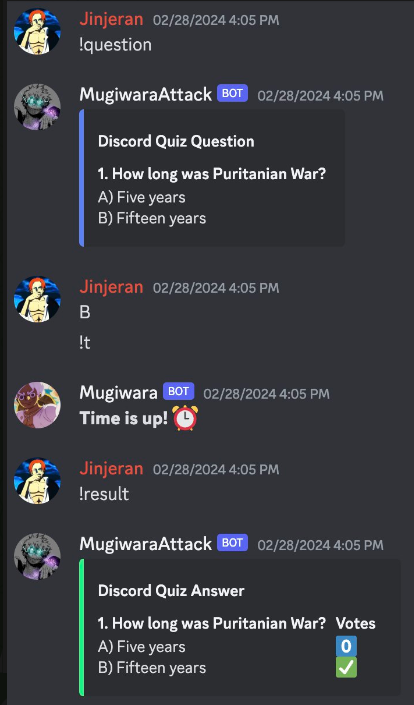 Jinjeran 02/28/2024 4:05 PM
!question
MugiwaraAttack BOT 02/28/2024 4:05 PM
Discord Quiz Question
1. How long was Puritanian War?
A) Five years
B) Fifteen years
Jinjeran 02/28/2024 4:05 PM
B
!t
Mugiwara BOT 02/28/2024 4:05 PM
Time is up! ⏰
Jinjeran 02/28/2024 4:05 PM
!result
MugiwaraAttack BOT 02/28/2024 4:05 PM
Discord Quiz Answer
1. How long was Puritanian War? Votes
A) Five years 0
B) Fifteen years ✅